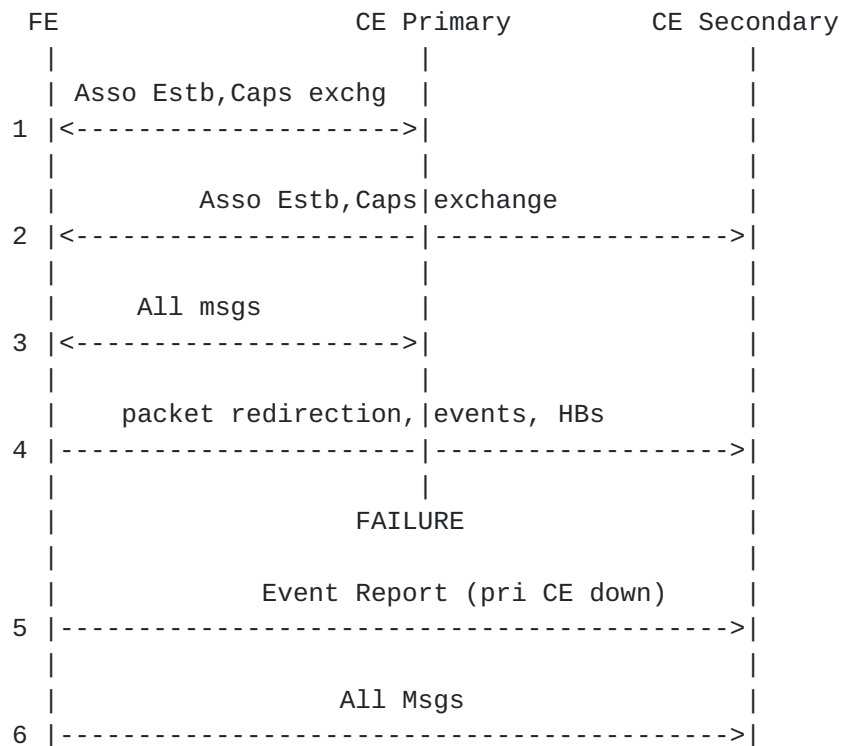 FE                   CE Primary         CE Secondary
Asso Estb,Caps exchg
1 |<--------------------->|
Asso Estb,Caps|exchange
2 |<----------------------|------------------->|
All msgs
3 |<--------------------->|
packet redirection,|events, HBs
4 |-----------------------|------------------->|
FAILURE
Event Report (pri CE down)
5 |------------------------------------------->|
All Msgs
6 |------------------------------------------->|